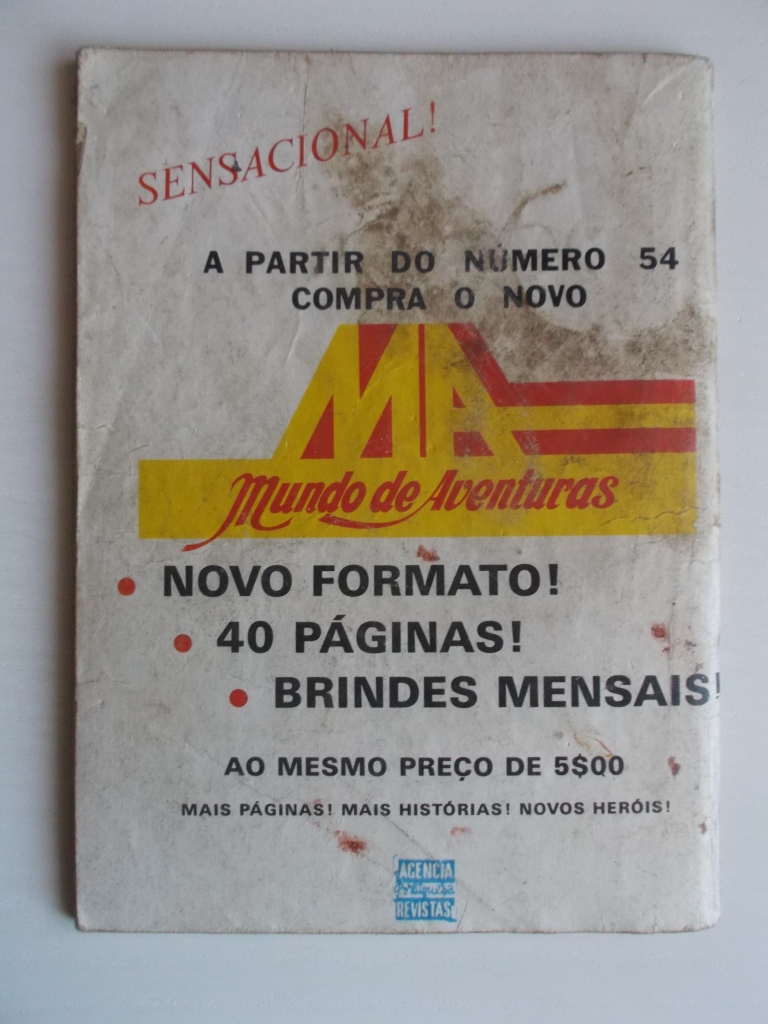 SENSACIONAL!
A PARTIR DO NÚMERO 54
COMPRA O NOVO
MA
Mundo de Aventuras
• NOVO FORMATO!
• 40 PÁGINAS!
• BRINDES MENSAIS!
AO MESMO PREÇO DE 5$00
MAIS PÁGINAS! MAIS HISTÓRIAS! NOVOS HERÓIS!
AGENCIA
Portuguesa
REVISTAS